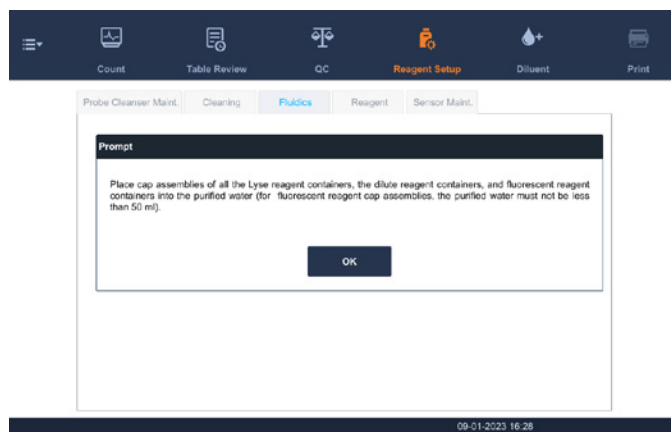 Count Table Review QC Reagent Setup Diluent Print
Probe Cleanser Maint. Cleaning Fluidics Reagent Sensor Maint.
Prompt
Place cap assemblies of all the Lyse reagent containers, the dilute reagent containers, and fluorescent reagent
containers into the purified water (for fluorescent reagent cap assemblies, the purified water must not be less
than 50 ml).
OK
09-01-2023 16:28